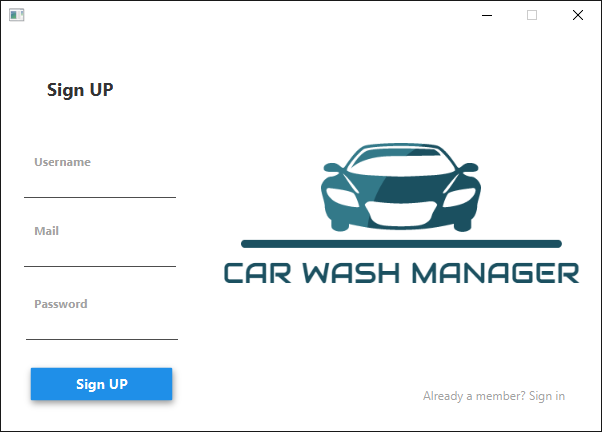 Sign UP
Username
Mail
Password
Sign UP
CAR WASH MANAGER
Already a member? Sign in